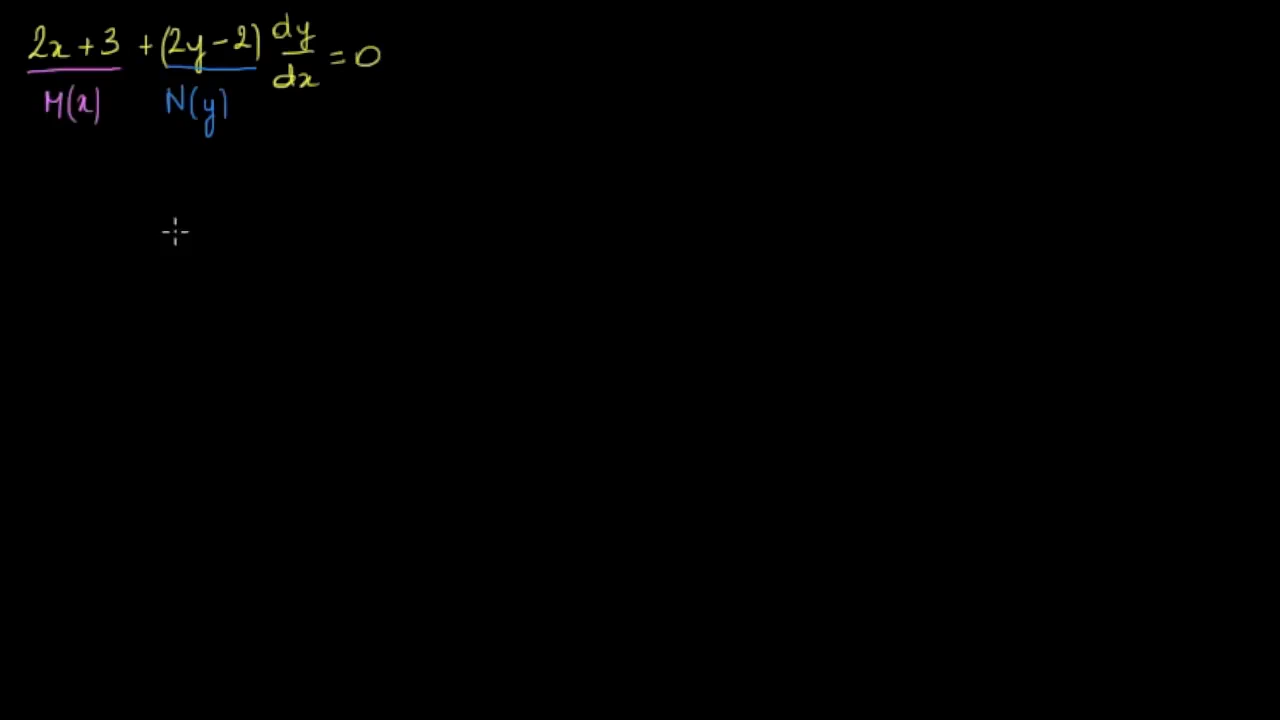 2x + 3 + (2y - 2) dy/dx = 0
M(x) N(y)